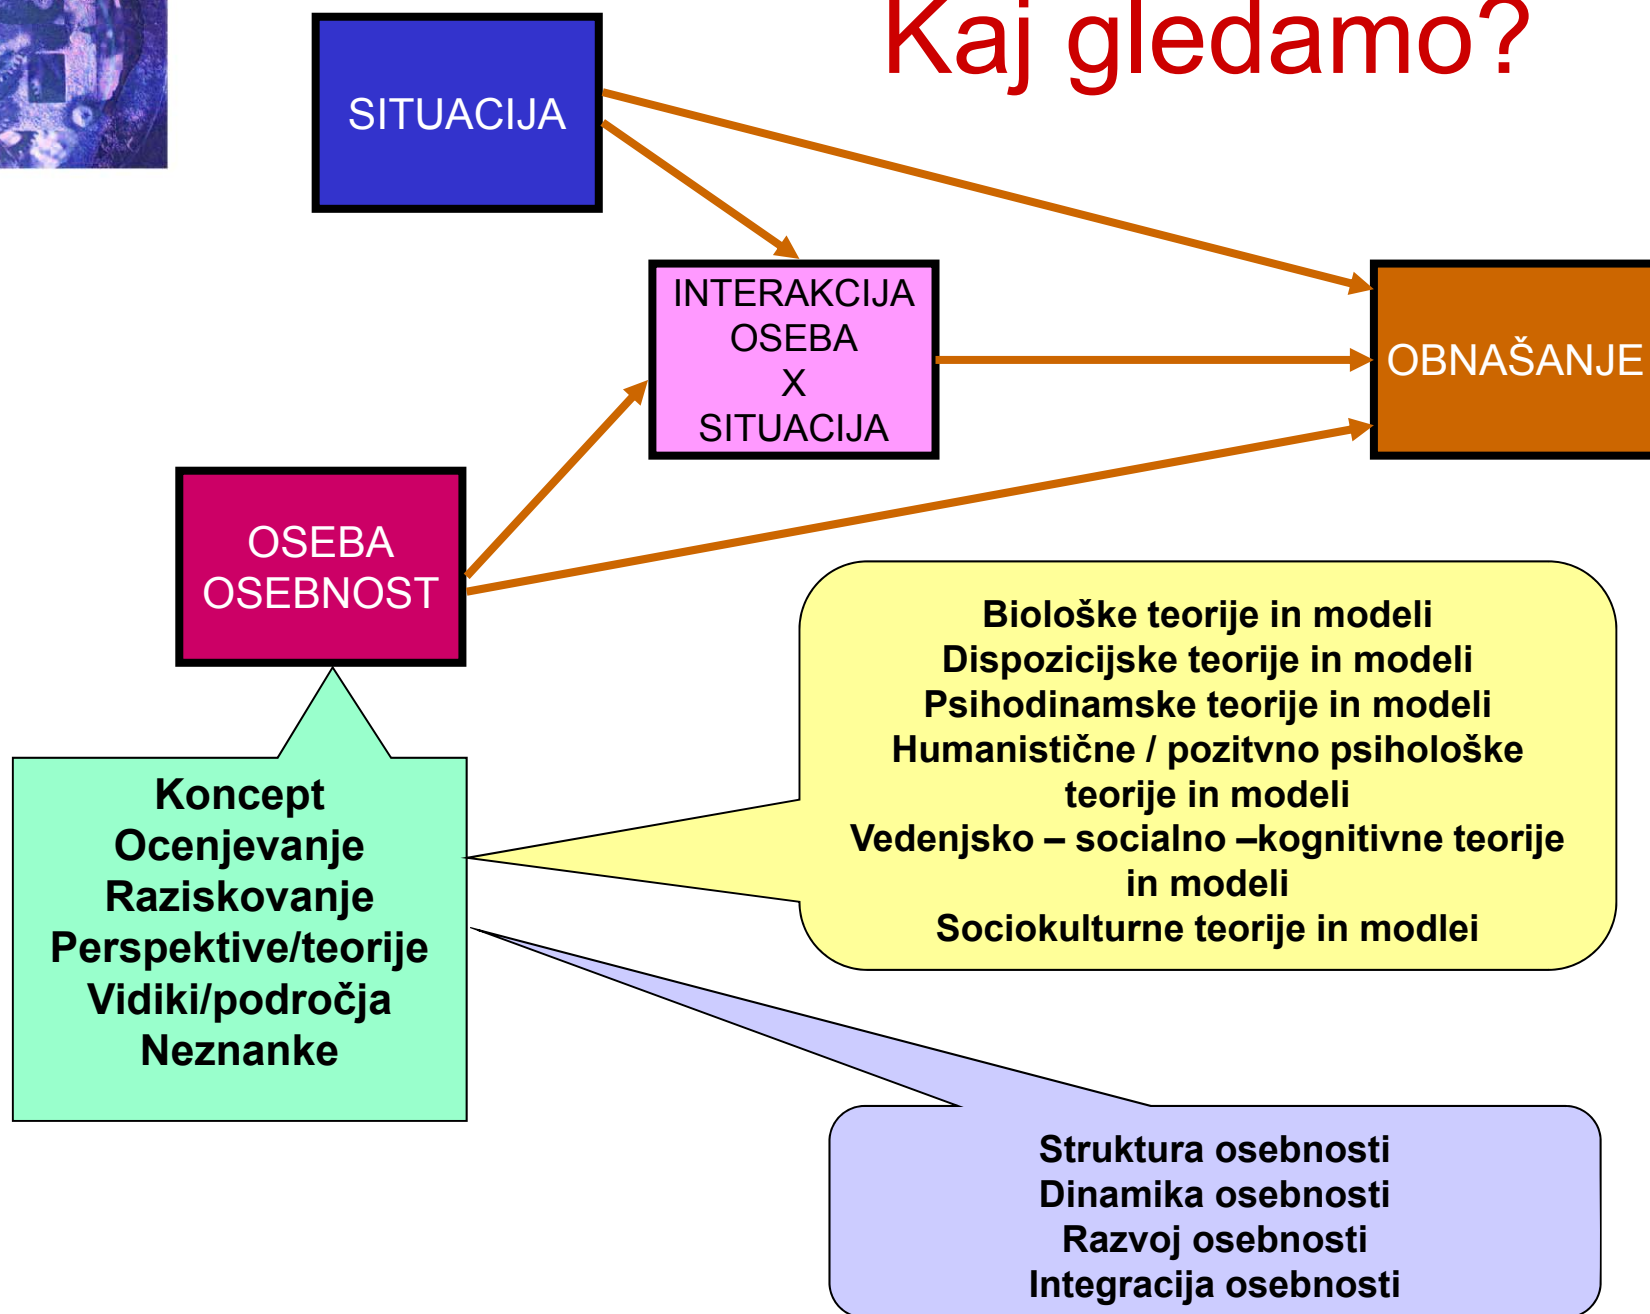 Kaj gledamo?
SITUACIJA
INTERAKCIJA
OSEBA
X
SITUACIJA
OBNAŠANJE
OSEBA
OSEBNOST
Biološke teorije in modeli
Dispozicijske teorije in modeli
Psihodinamske teorije in modeli
Humanistične / pozitvno psihološke
teorije in modeli
Vedenjsko – socialno –kognitivne teorije
in modeli
Sociokulturne teorije in modlei
Koncept
Ocenjevanje
Raziskovanje
Perspektive/teorije
Vidiki/področja
Neznanke
Struktura osebnosti
Dinamika osebnosti
Razvoj osebnosti
Integracija osebnosti